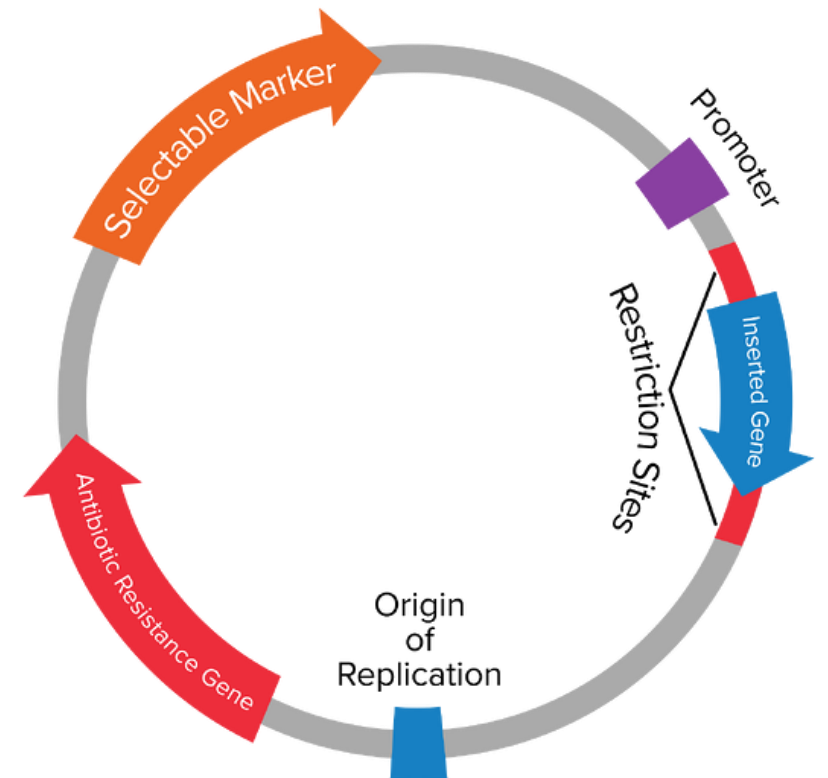 Selectable Marker
Promoter
Restriction Sites
Inserted Gene
Antibiotic Resistance Gene
Origin
of
Replication